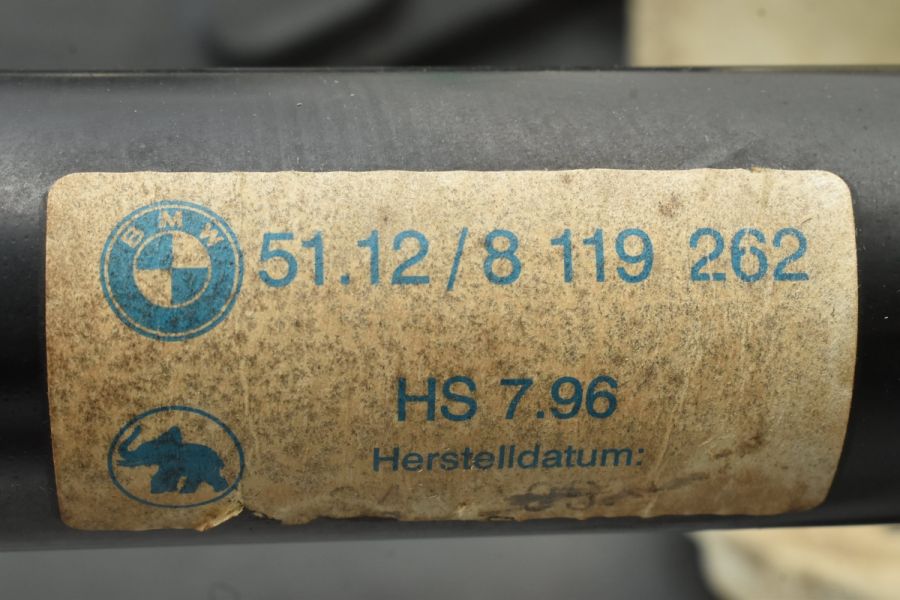 BMW
51.12/8 119 262
HS 7.96
Herstelldatum: